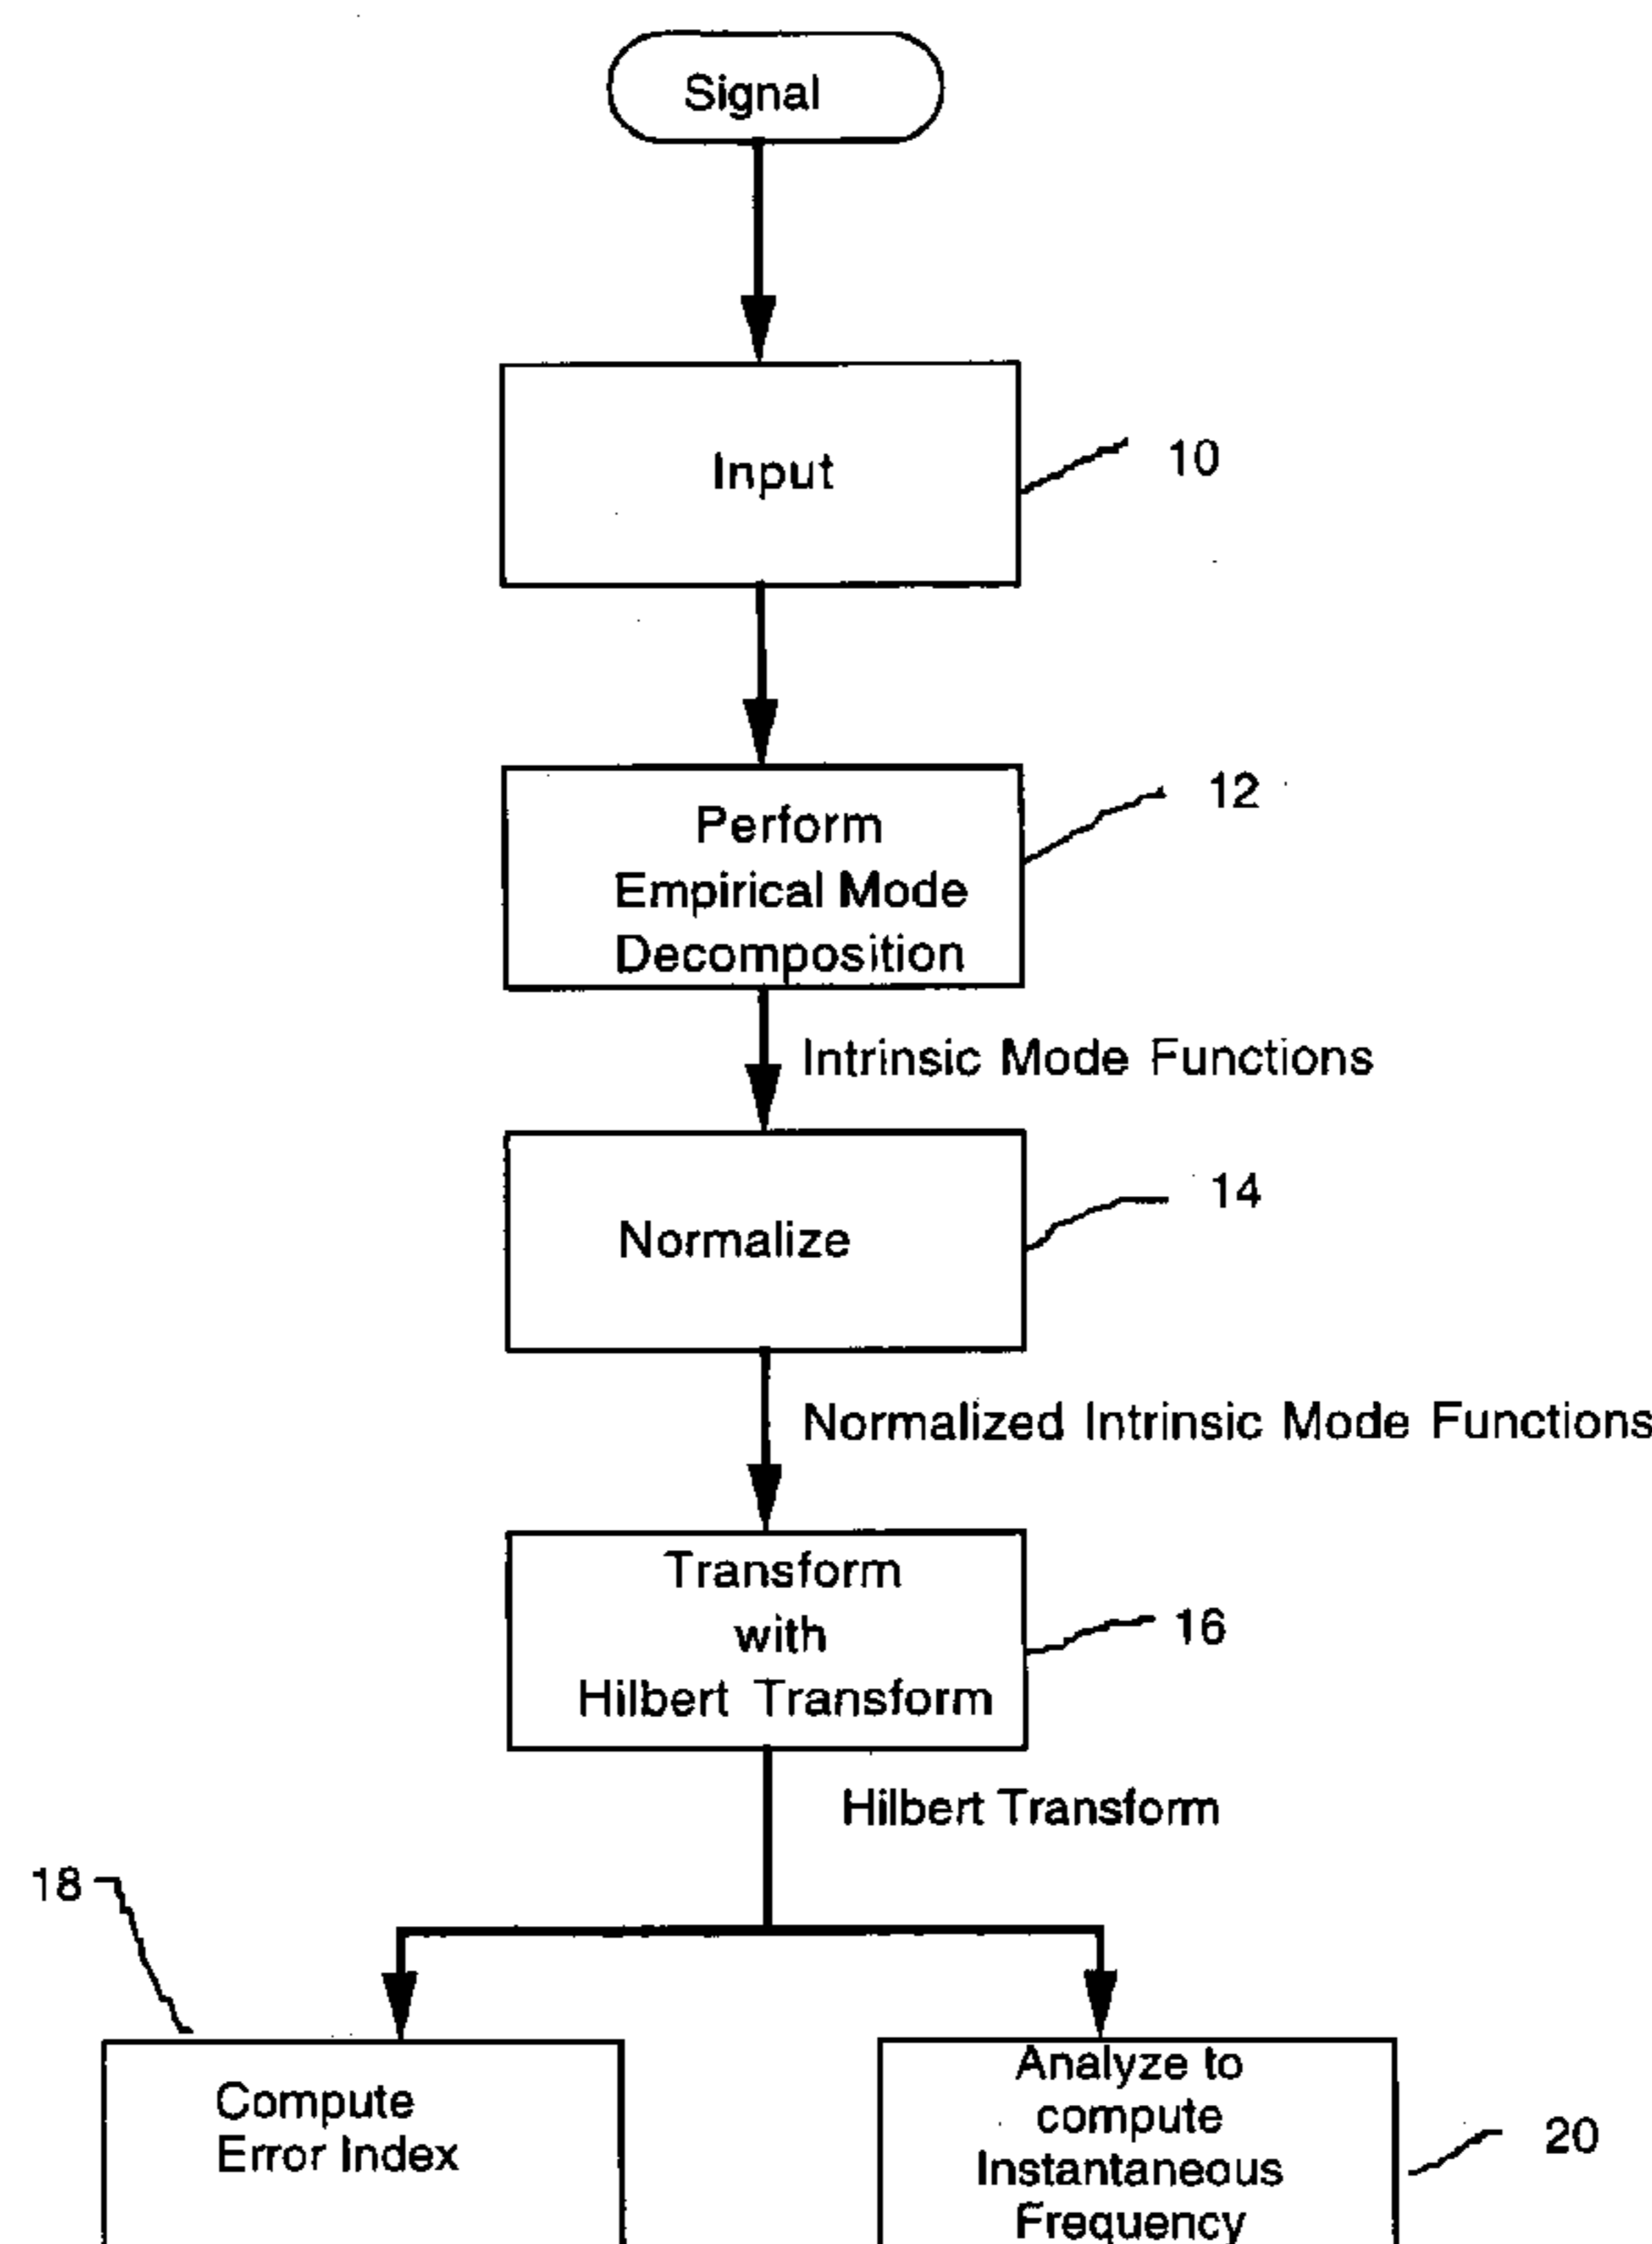 Signal
Input
10
Perform
Empirical Mode
Decomposition
12
Intrinsic Mode Functions
Normalize
14
Normalized Intrinsic Mode Functions
Transform
with
Hilbert Transform
16
Hilbert Transform
18
Compute
Error Index
Analyze to
compute
Instantaneous
Frequency
20